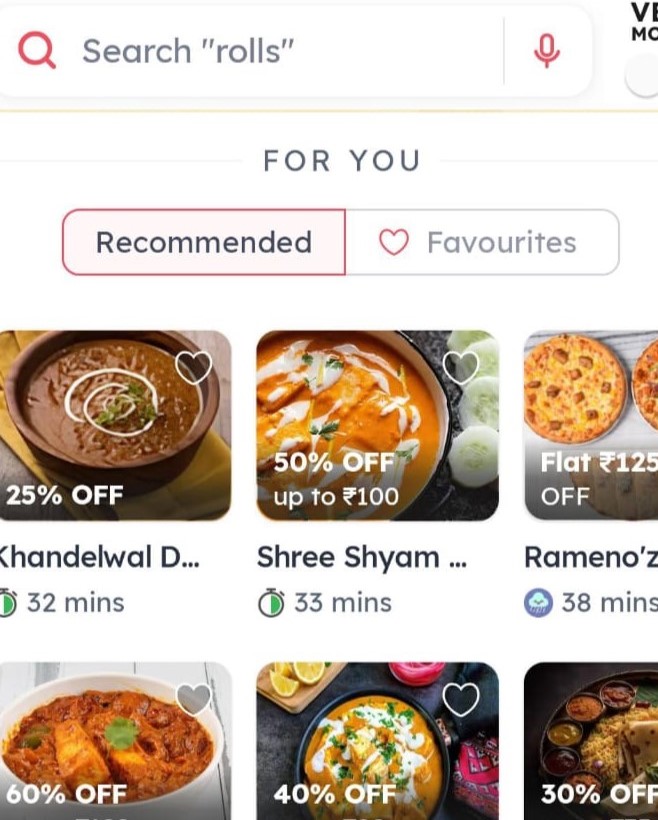 VE
MO
Search "rolls"
FOR YOU
Recommended
Favourites
25% OFF
50% OFF
up to ₹100
Flat ₹125
OFF
Khandelwal D...
Shree Shyam ...
Rameno'z
32 mins
33 mins
38 mins
60% OFF
40% OFF
30% OFF